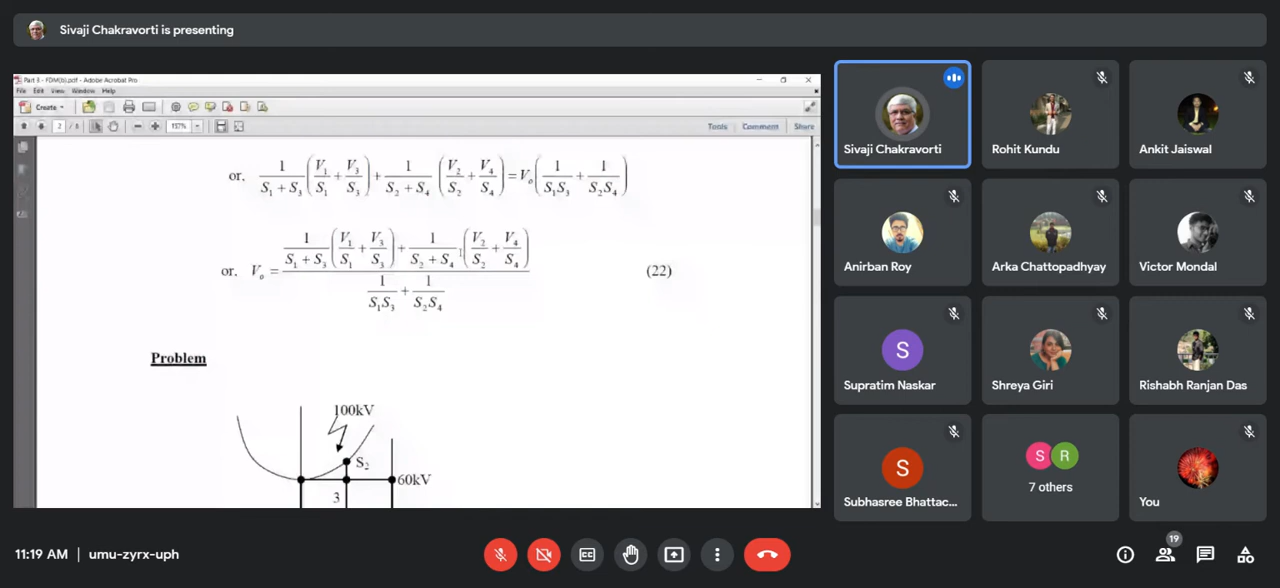 Sivaji Chakravorti is presenting
Part 3 - FDM(b).pdf - Adobe Acrobat Pro
File Edit View Window Help
Create
2 / 8 157% Tools Comment Share
or, 1/(S₁ + S₃) (V₁/S₁ + V₃/S₃) + 1/(S₂ + S₄) (V₂/S₂ + V₄/S₄) = Vₒ (1/(S₁S₃) + 1/(S₂S₄))
or, Vₒ = [1/(S₁ + S₃) (V₁/S₁ + V₃/S₃) + 1/(S₂ + S₄) (V₂/S₂ + V₄/S₄)] / [1/(S₁S₃) + 1/(S₂S₄)] (22)
Problem
100kV
S₂
60kV
3
Sivaji Chakravorti
Rohit Kundu
Ankit Jaiswal
Anirban Roy
Arka Chattopadhyay
Victor Mondal
S
Supratim Naskar
Shreya Giri
Rishabh Ranjan Das
S
Subhasree Bhattac...
S R
7 others
You
11:19 AM | umu-zyrx-uph
CC
19